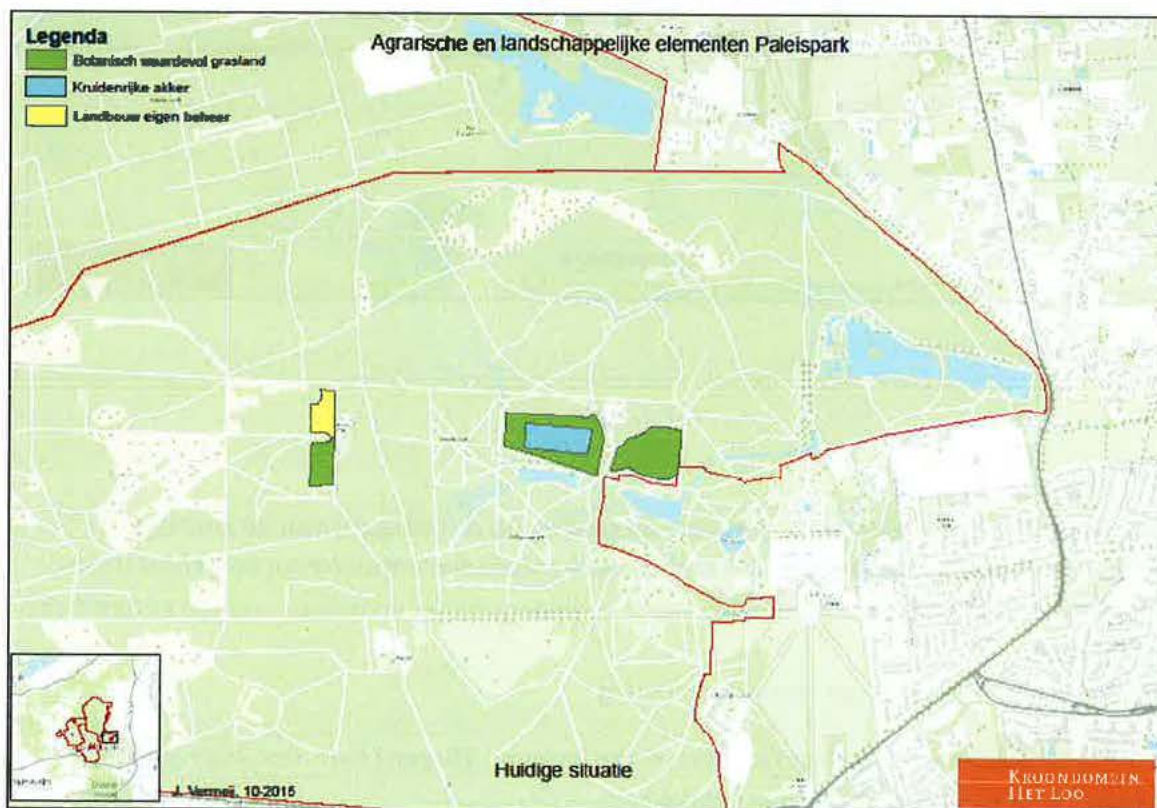 Legenda
Agrarische en landschappelijke elementen Paleispark
Botanisch waardevol grasland
Kruidenrijke akker
Landbouw eigen beheer
Huidige situatie
J. Vermeij, 10-2015
KROONDOMEIN
HET LOO